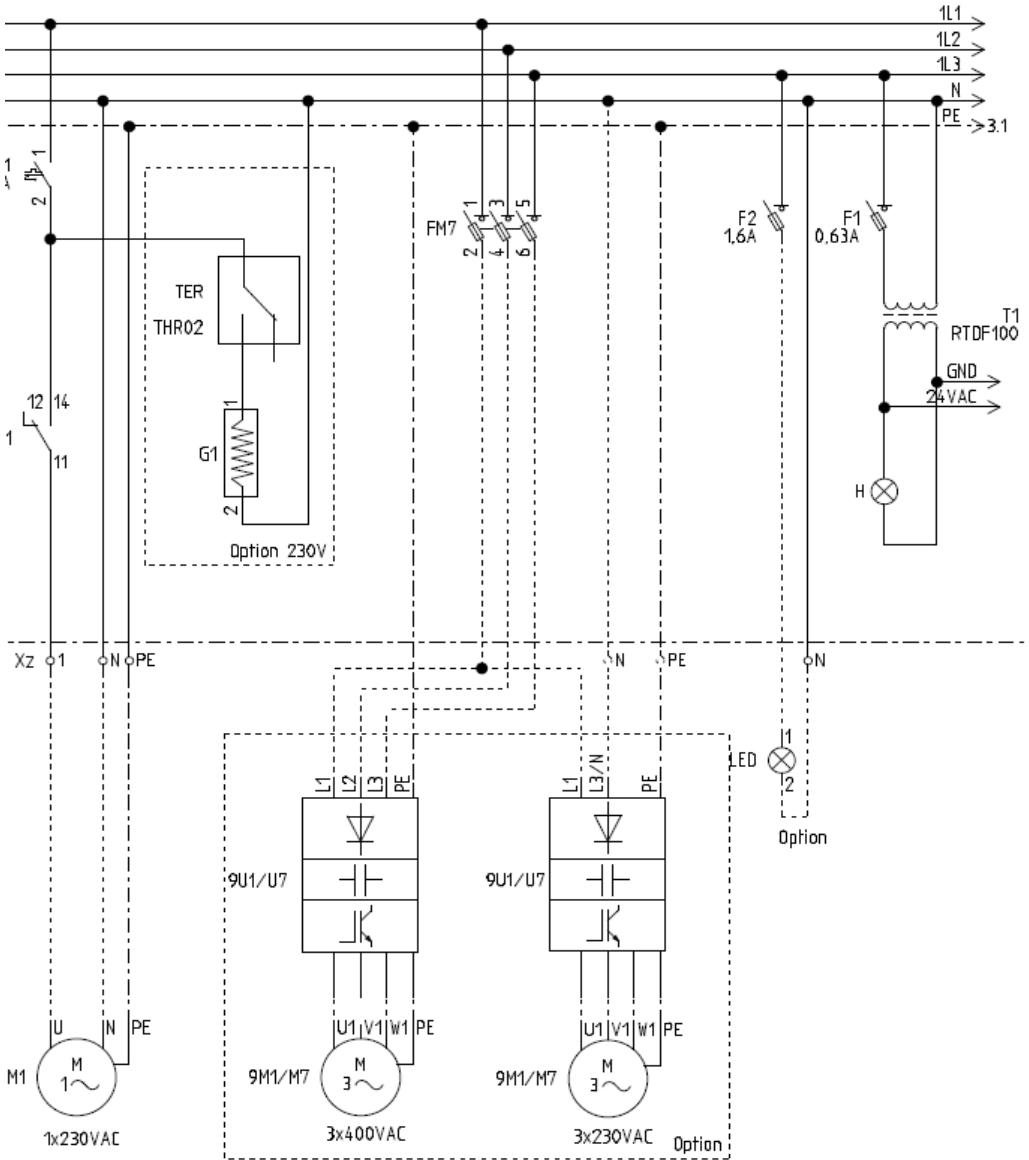 1L1
1L2
1L3
N
PE
3.1
1
1
2
FM7
1 3 5
2 4 6
F2
1,6A
F1
0,63A
TER
THR02
T1
RTDF100
GND
24VAC
12 14
1
11
1
G1
2
H
Option 230V
Xz 1 N PE
N PE
N
L1 L2 L3 PE
L1 L3/N PE
LED
1
2
Option
9U1/U7
9U1/U7
U N PE
U1 V1 W1 PE
U1 V1 W1 PE
M1
M
1
9M1/M7
M
3
9M1/M7
M
3
1x230VAC
3x400VAC
3x230VAC
Option